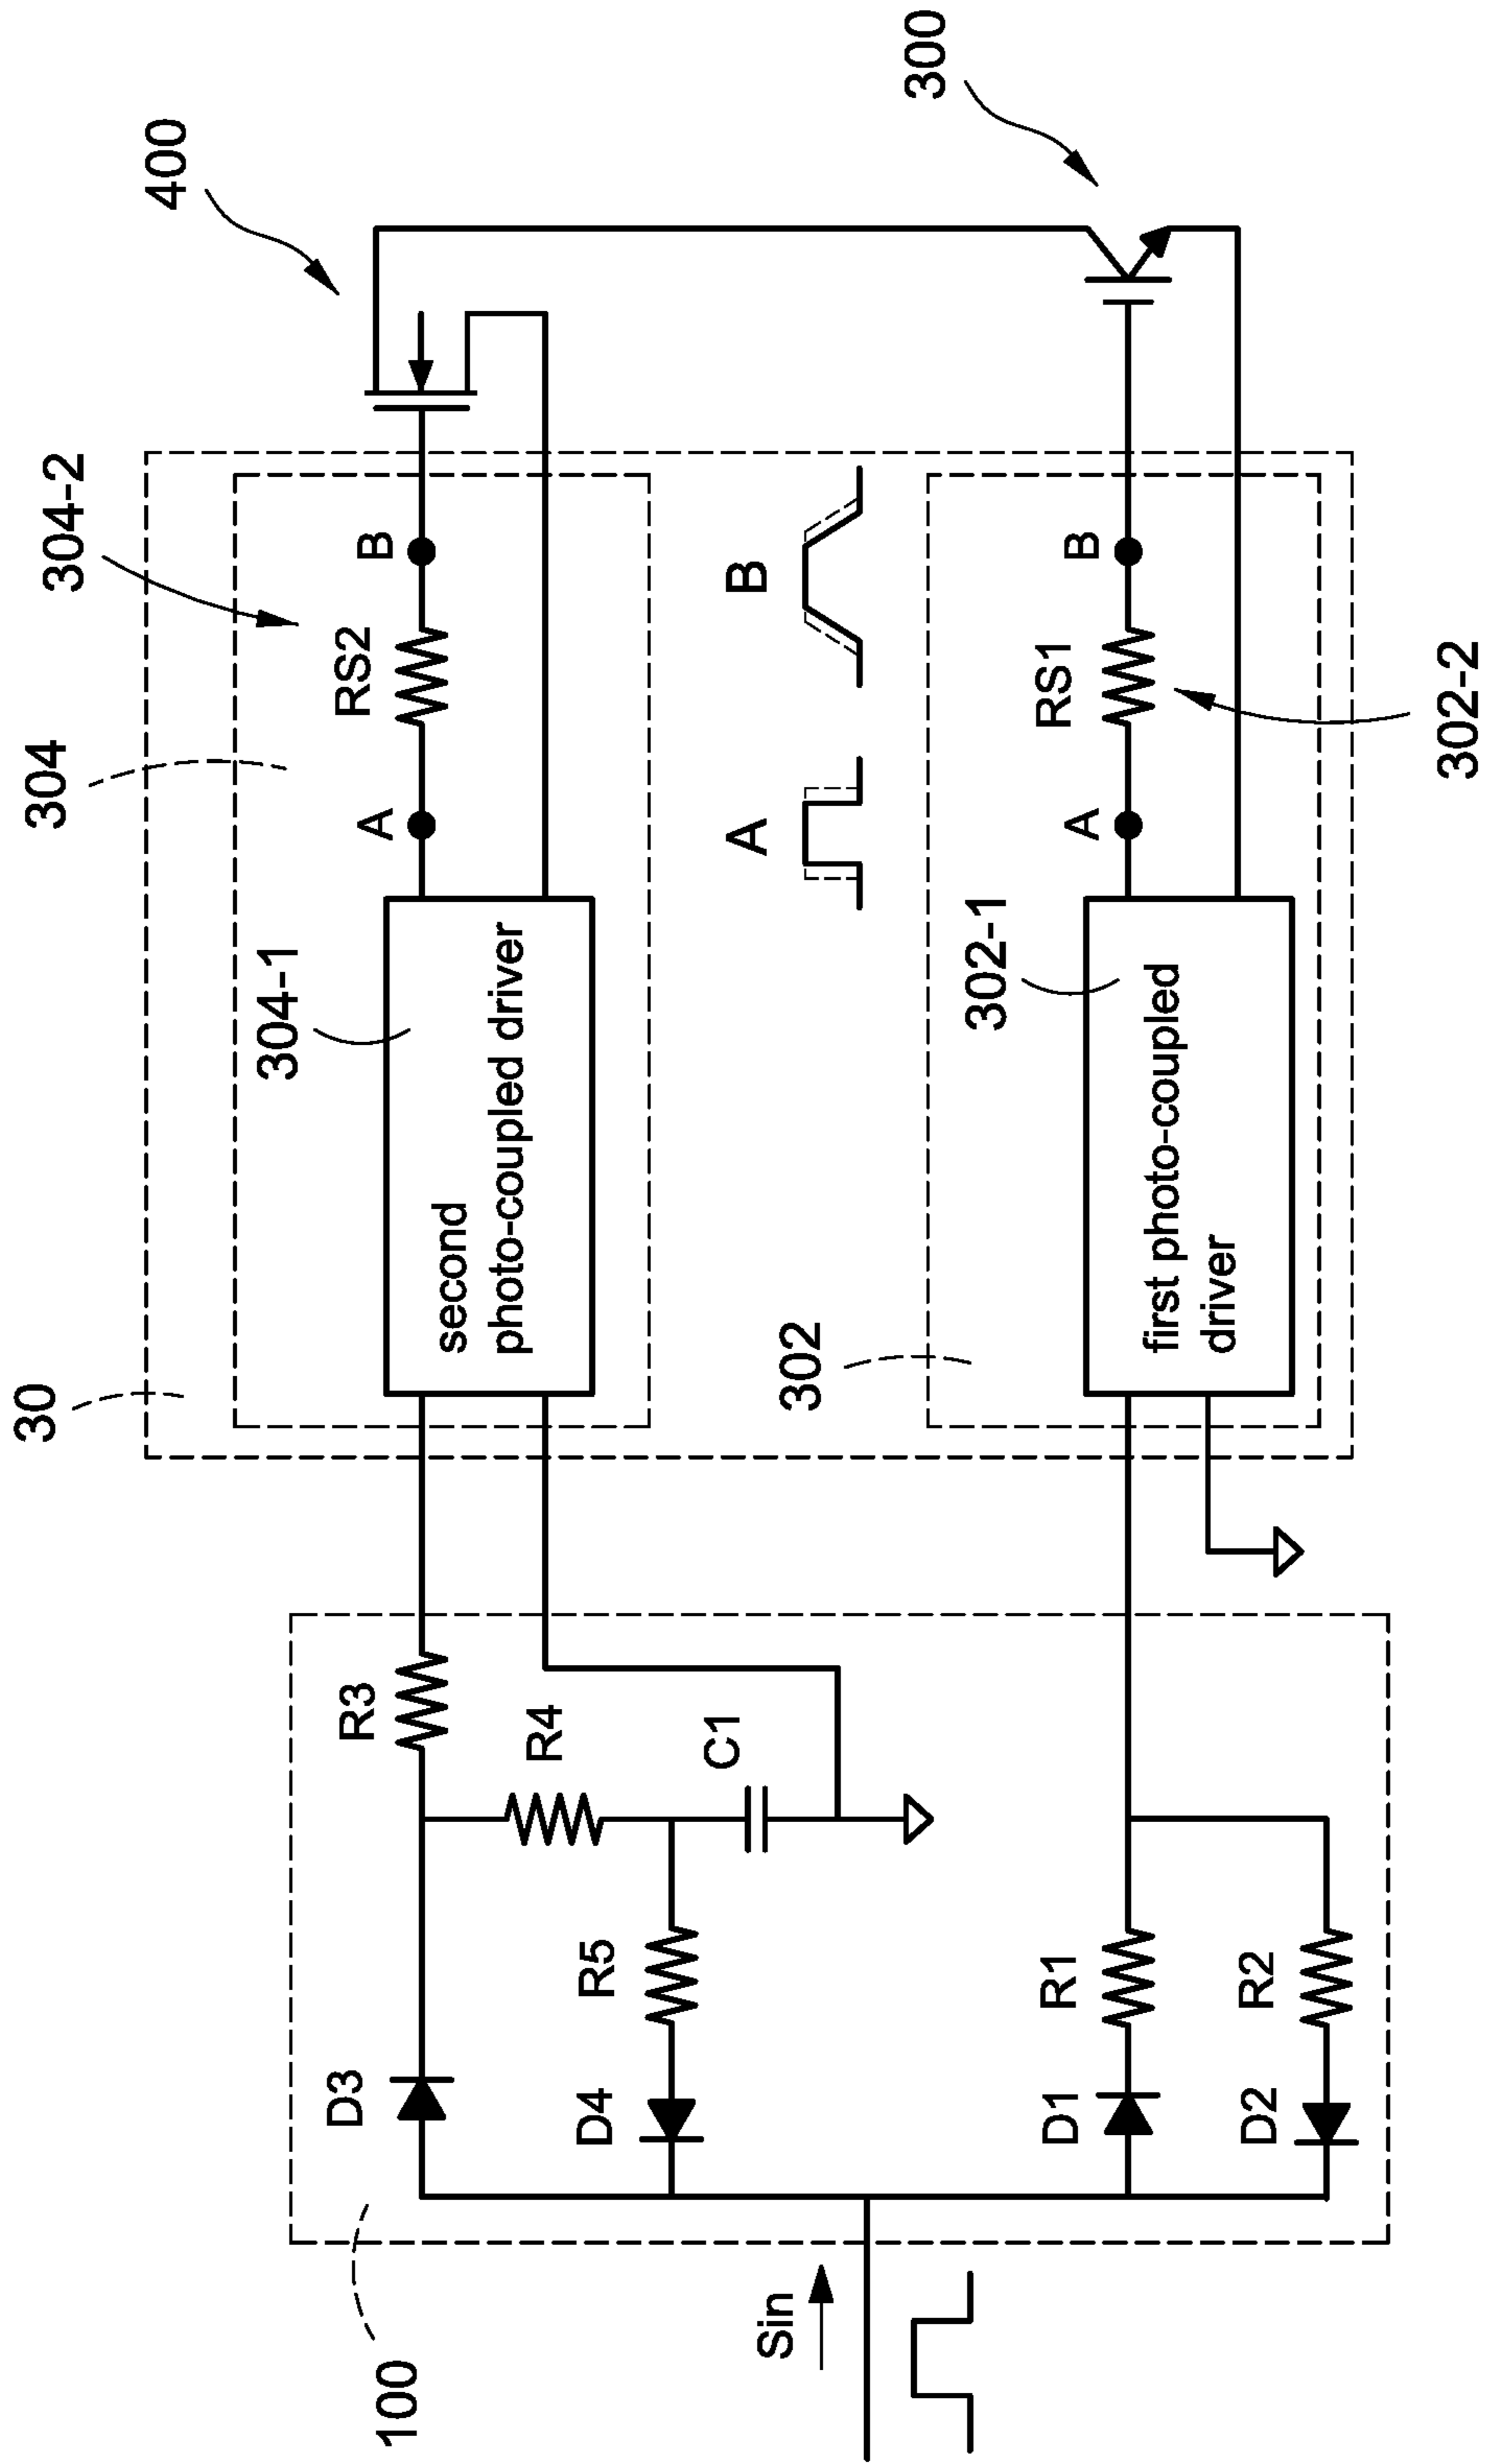 400
300
304-2
304
B
RS2
A
304-1
second
photo-coupled driver
30
B
A
302
B
RS1
A
302-2
302-1
first photo-coupled
driver
R3
R4
C1
R5
D3
D4
R1
D1
R2
D2
100
Sin